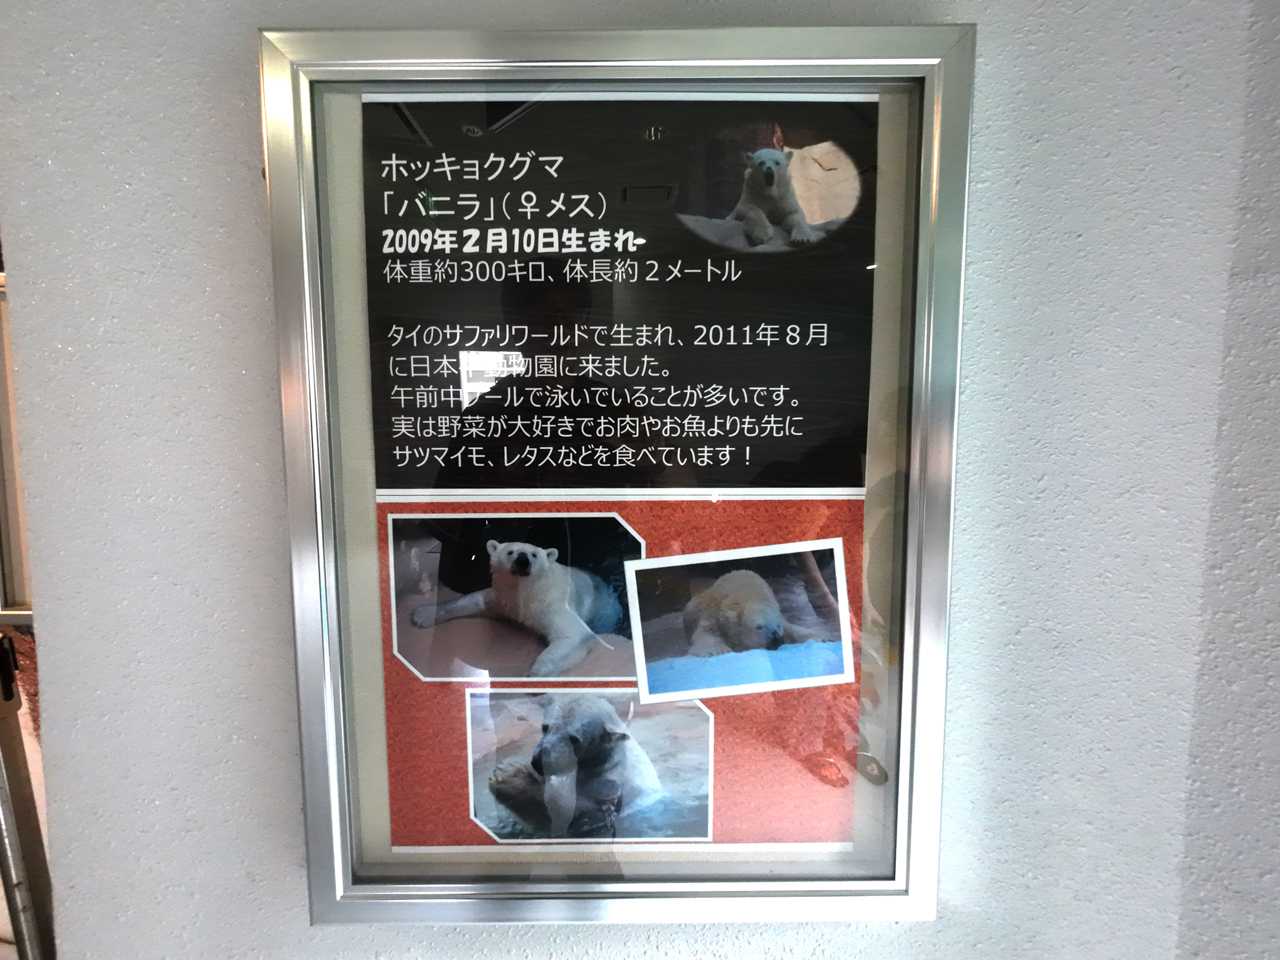 ホッキョクグマ
「バニラ」（♀メス）
2009年２月10日生まれ
体重約300キロ、体長約２メートル
タイのサファリワールドで生まれ、2011年８月
に日本平動物園に来ました。
午前中プールで泳いでいることが多いです。
実は野菜が大好きでお肉やお魚よりも先に
サツマイモ、レタスなどを食べています！